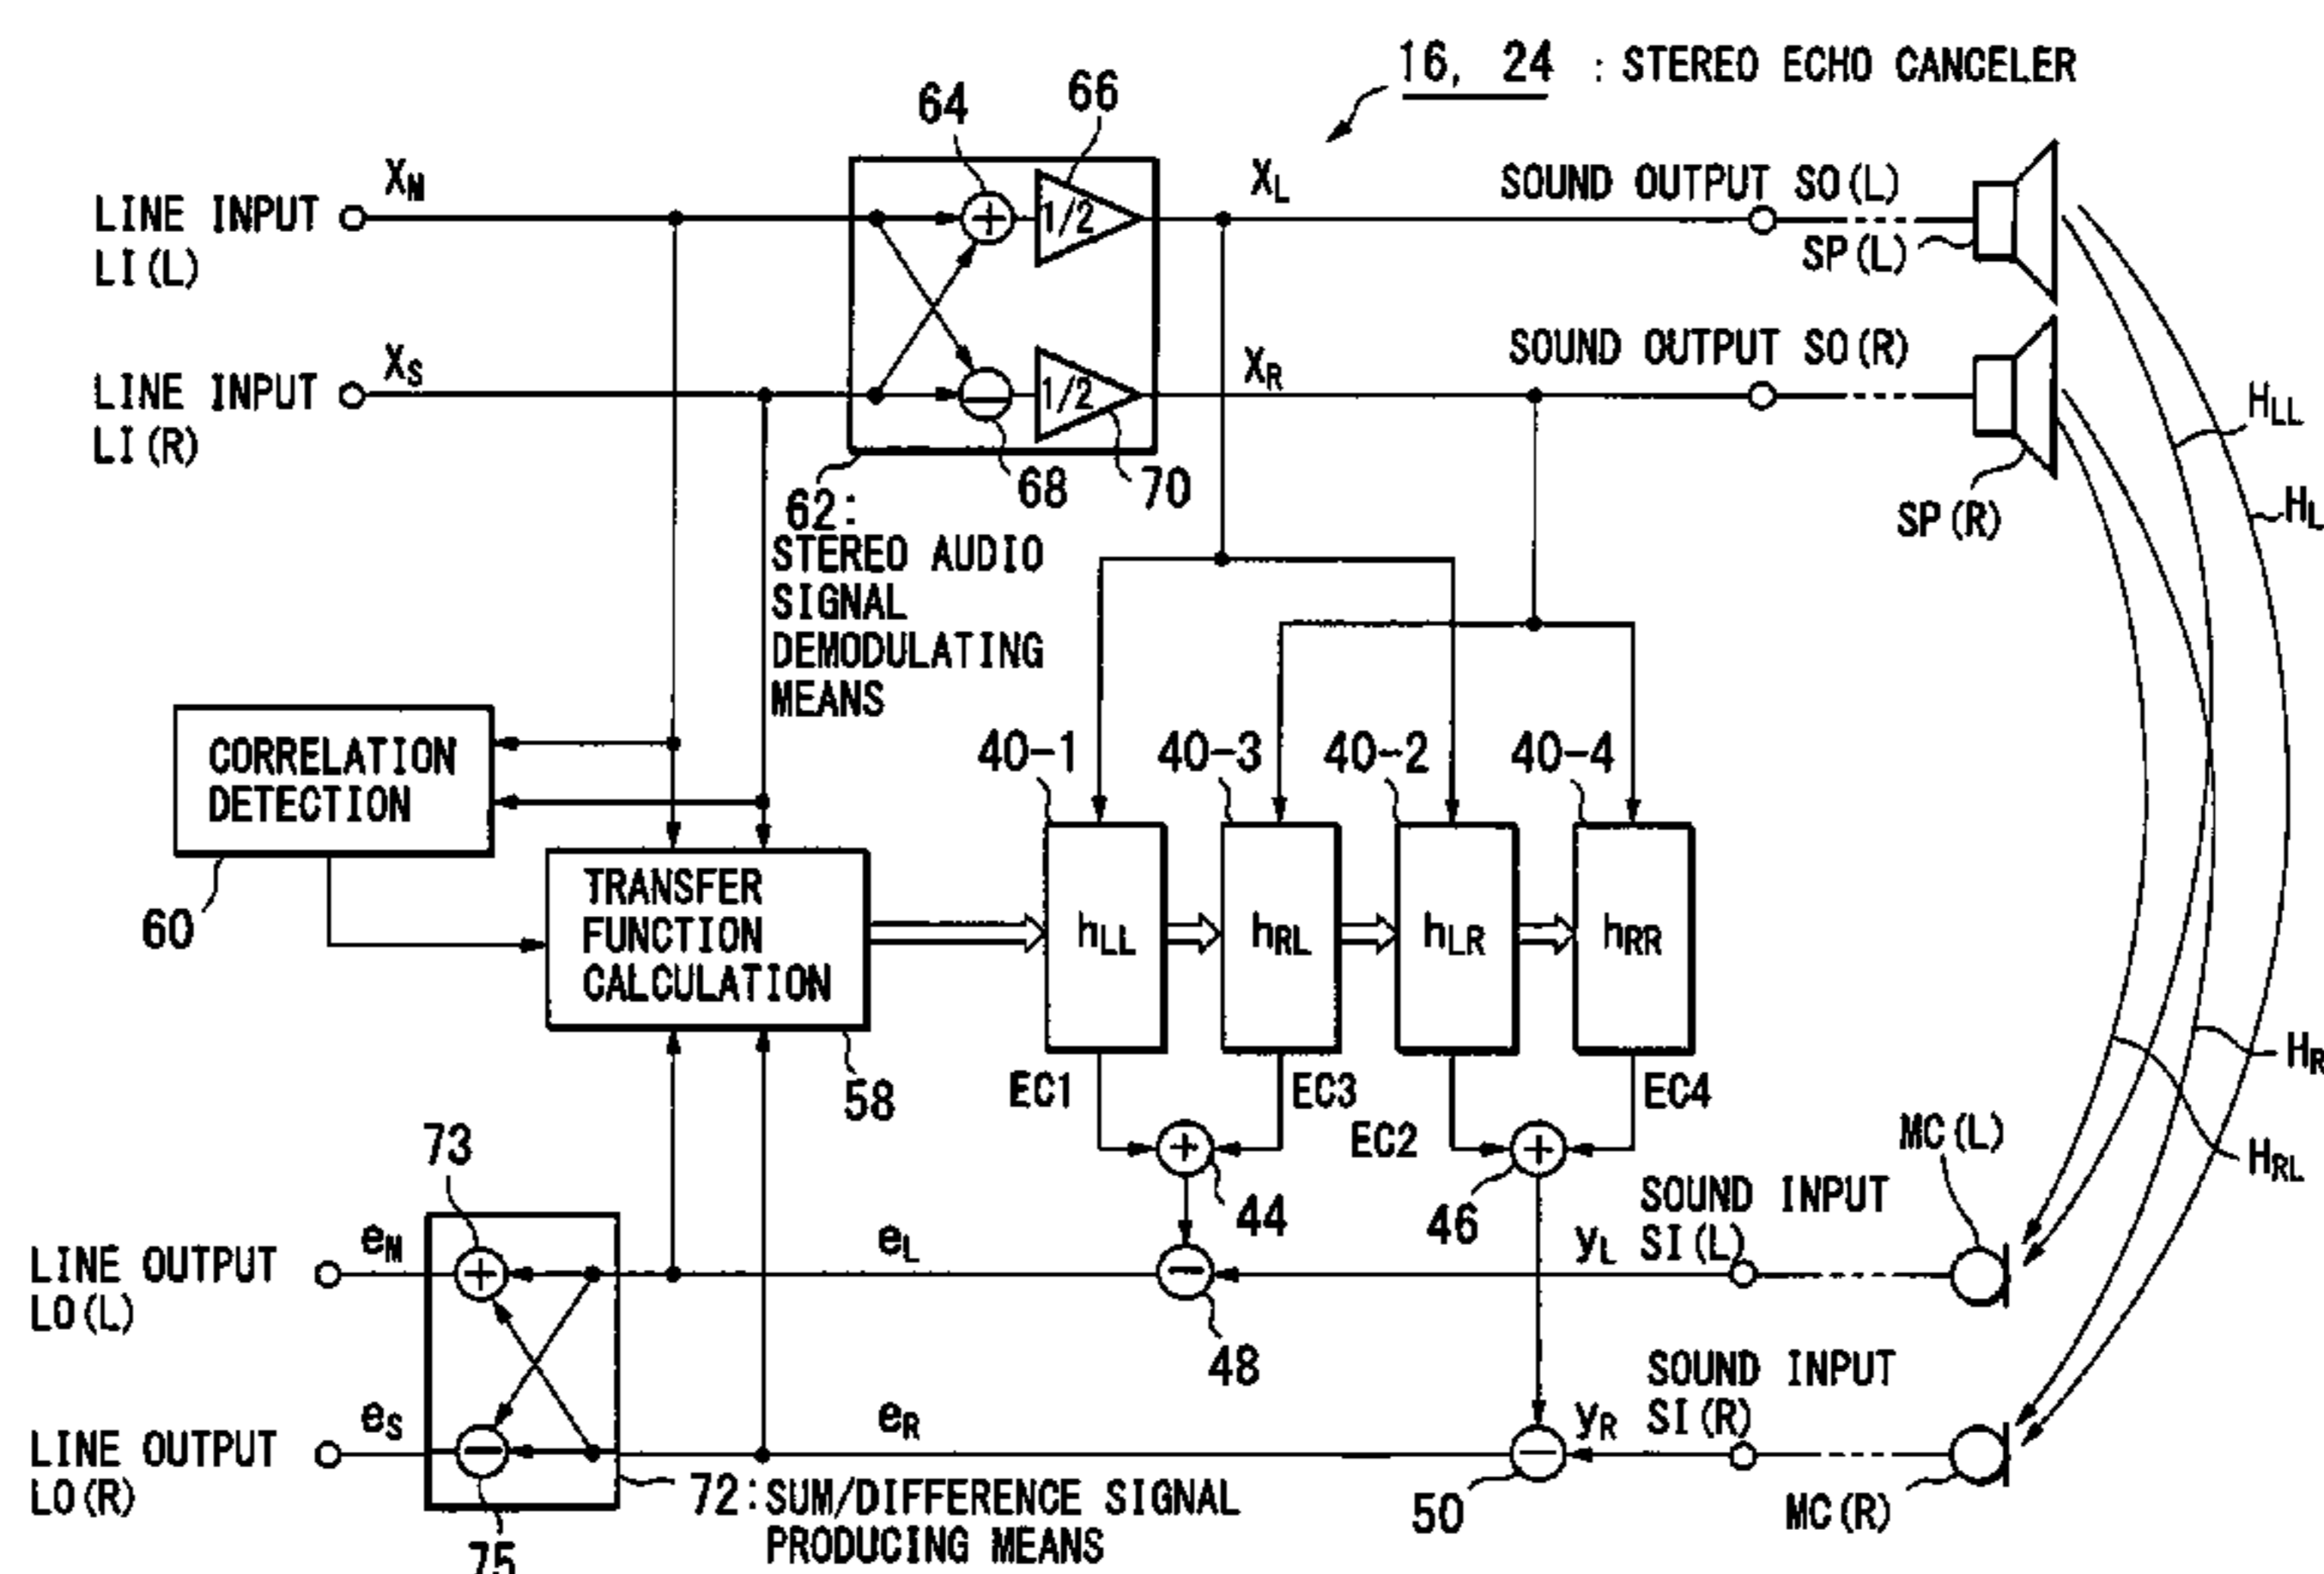 16, 24 : STEREO ECHO CANCELER
64
66
LINE INPUT
LI(L)
XM
1/2
XL
SOUND OUTPUT SO(L)
SP(L)
LINE INPUT
LI(R)
XS
1/2
XR
SOUND OUTPUT SO(R)
SP(R)
HLL
HL
68
70
62:
STEREO AUDIO
SIGNAL
DEMODULATING
MEANS
CORRELATION
DETECTION
60
TRANSFER
FUNCTION
CALCULATION
58
40-1
40-3
40-2
40-4
hLL
hRL
hLR
hRR
EC1
EC3
EC2
EC4
44
46
HR
HRL
MC(L)
73
LINE OUTPUT
LO(L)
eM
eL
48
yL
SOUND INPUT
SI(L)
LINE OUTPUT
LO(R)
eS
eR
50
yR
SOUND INPUT
SI(R)
MC(R)
75
72:SUM/DIFFERENCE SIGNAL
PRODUCING MEANS